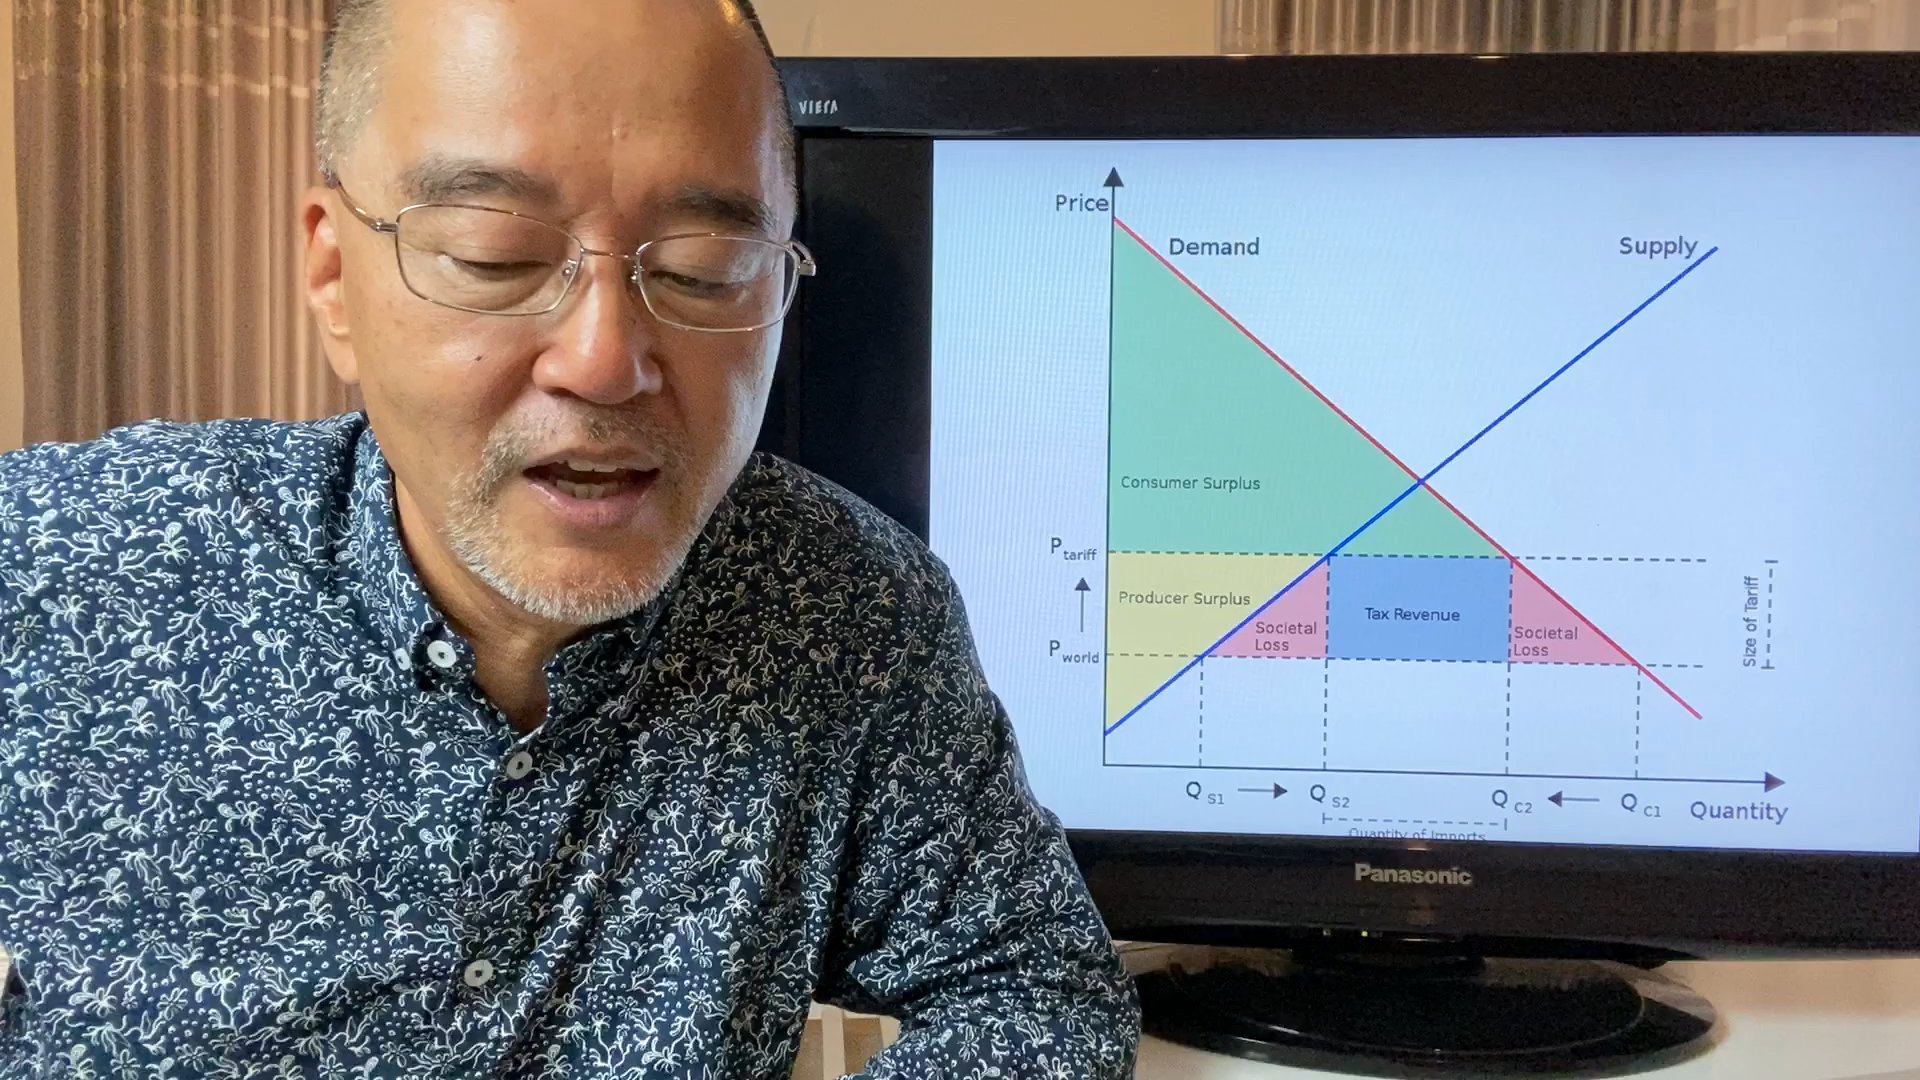 VIERA
Price
Demand
Supply
Consumer Surplus
P tariff
Producer Surplus
Societal
Loss
Tax Revenue
Societal
Loss
Size of Tariff
P world
Q S1
Q S2
Q C2
Q C1
Quantity
Quantity of Imports
Panasonic